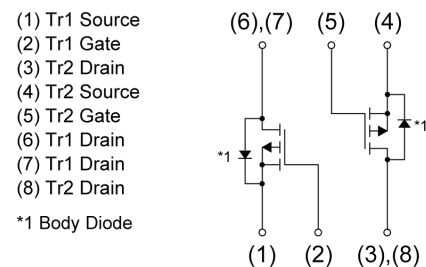 (1) Tr1 Source
(2) Tr1 Gate
(3) Tr2 Drain
(4) Tr2 Source
(5) Tr2 Gate
(6) Tr1 Drain
(7) Tr1 Drain
(8) Tr2 Drain
*1 Body Diode
(6),(7) (5) (4)
*1
*1
(1) (2) (3),(8)